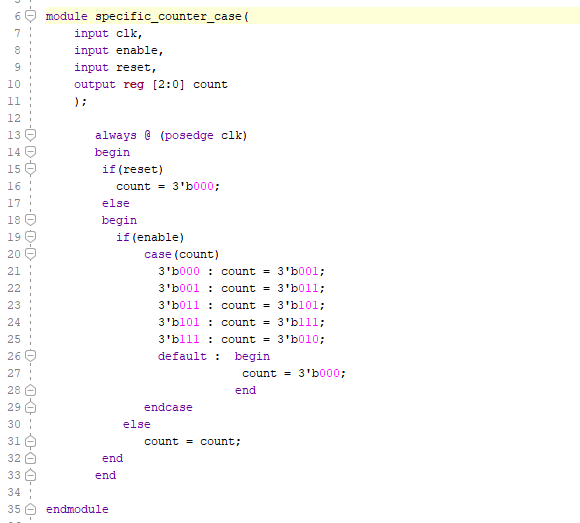 6 module specific_counter_case(
7 input clk,
8 input enable,
9 input reset,
10 output reg [2:0] count
11 );
12
13 always @ (posedge clk)
14 begin
15 if(reset)
16 count = 3'b000;
17 else
18 begin
19 if(enable)
20 case(count)
21 3'b000 : count = 3'b001;
22 3'b001 : count = 3'b011;
23 3'b011 : count = 3'b101;
24 3'b101 : count = 3'b111;
25 3'b111 : count = 3'b010;
26 default : begin
27 count = 3'b000;
28 end
29 endcase
30 else
31 count = count;
32 end
33 end
34
35 endmodule